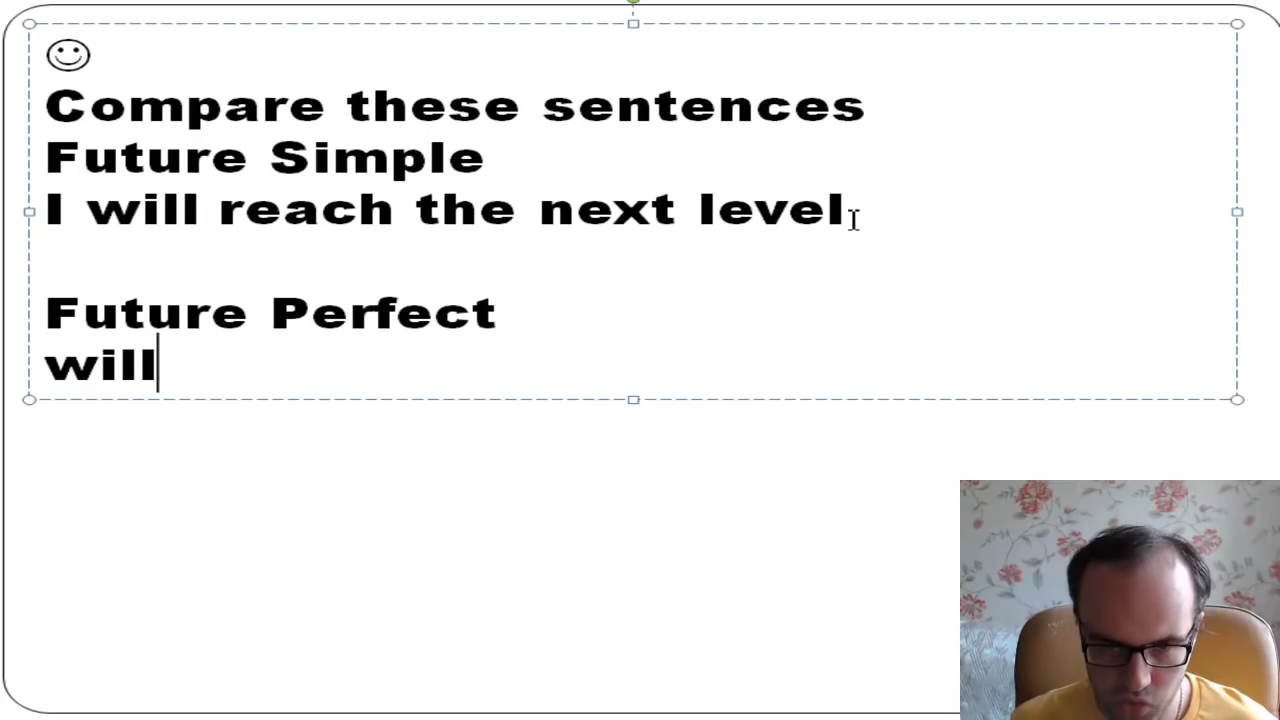 Compare these sentences
Future Simple
I will reach the next level.
Future Perfect
will